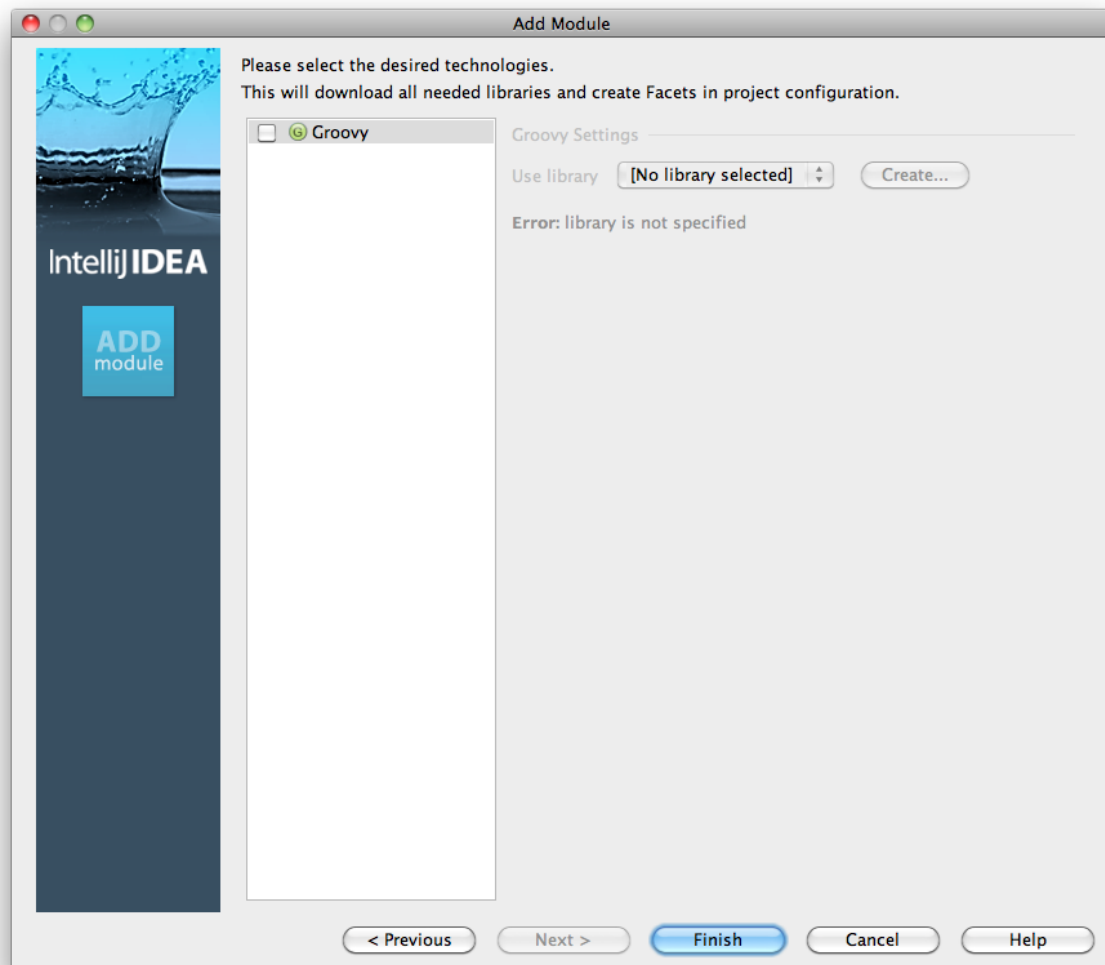 Add Module
Please select the desired technologies.
This will download all needed libraries and create Facets in project configuration.
G Groovy
Groovy Settings
Use library [No library selected] Create...
Error: library is not specified
IntelliJ IDEA
ADD
module
< Previous Next > Finish Cancel Help